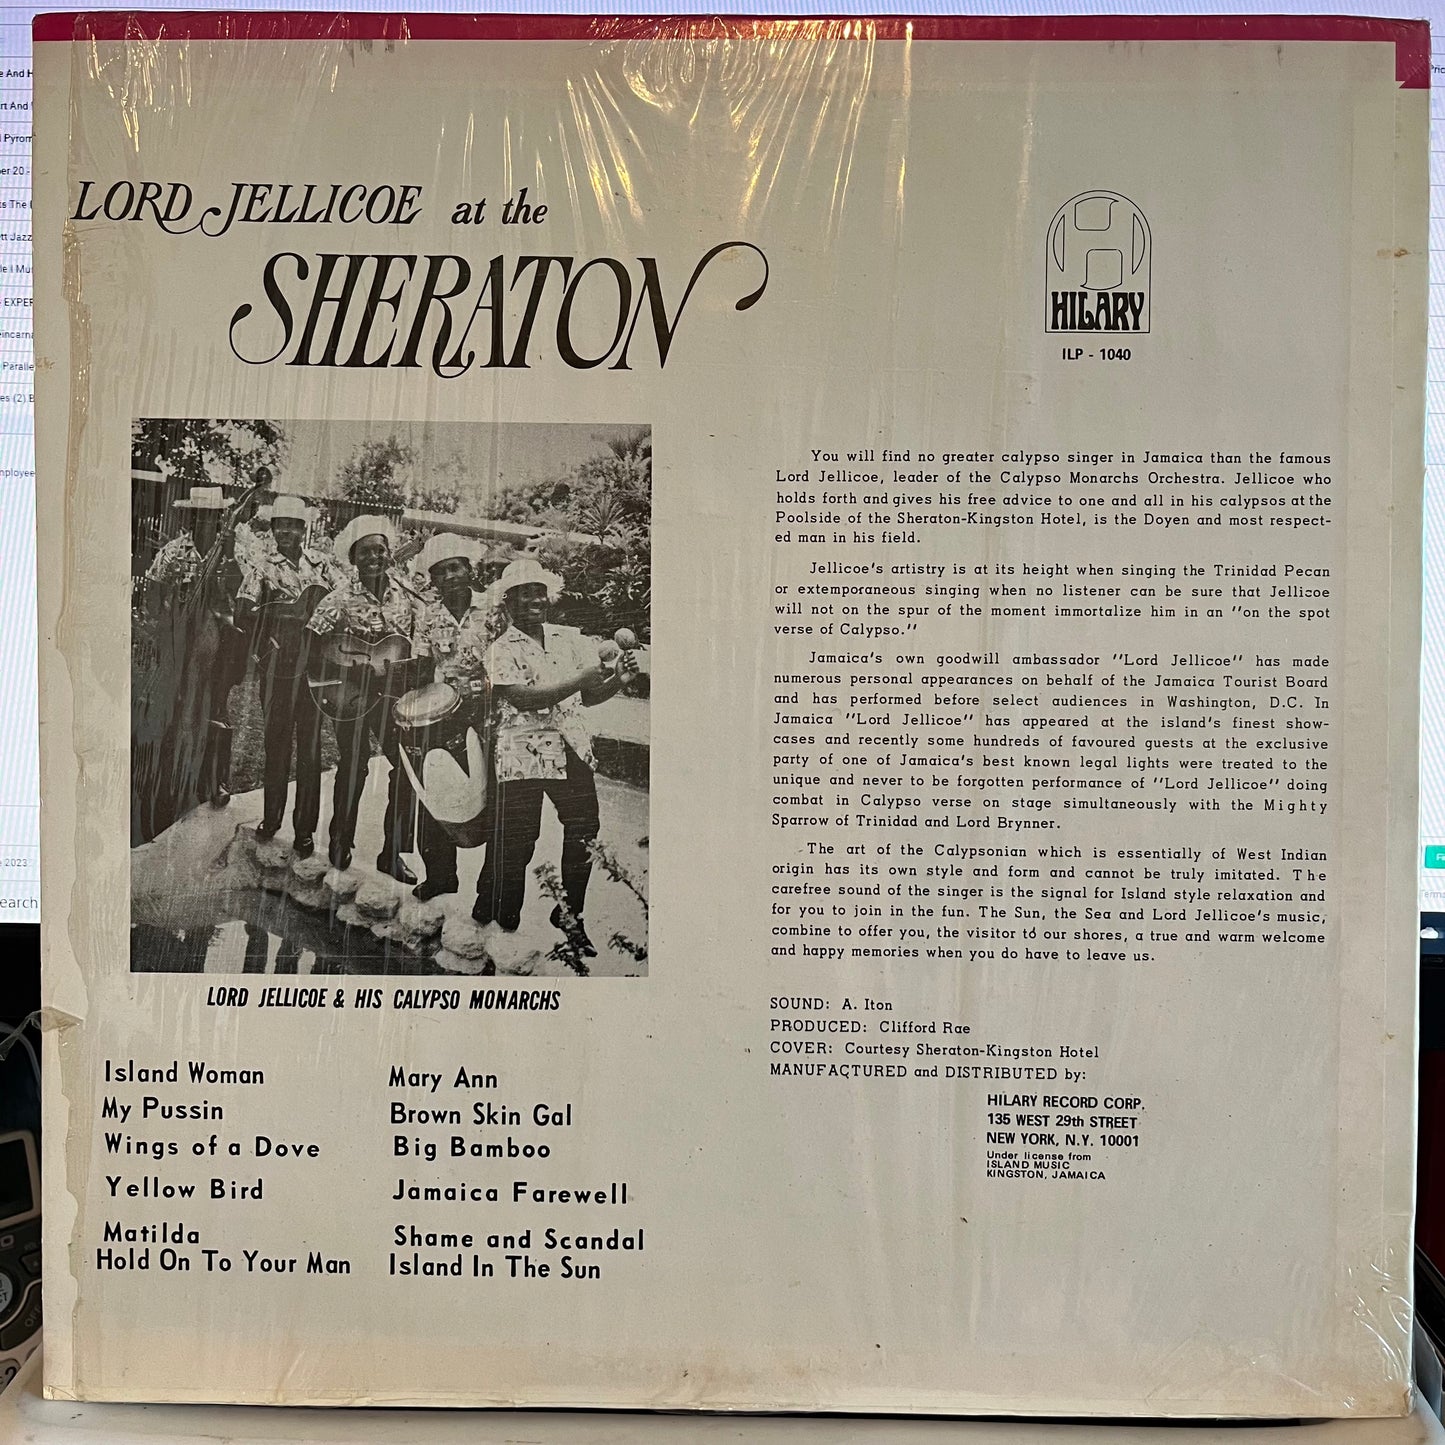 LORD JELLICOE at the
SHERATON
HILARY
ILP - 1040
You will find no greater calypso singer in Jamaica than the famous
Lord Jellicoe, leader of the Calypso Monarchs Orchestra. Jellicoe who
holds forth and gives his free advice to one and all in his calypsos at the
Poolside of the Sheraton-Kingston Hotel, is the Doyen and most respect-
ed man in his field.
Jellicoe's artistry is at its height when singing the Trinidad Pecan
or extemporaneous singing when no listener can be sure that Jellicoe
will not on the spur of the moment immortalize him in an "on the spot
verse of Calypso."
Jamaica's own goodwill ambassador "Lord Jellicoe" has made
numerous personal appearances on behalf of the Jamaica Tourist Board
and has performed before select audiences in Washington, D.C. In
Jamaica "Lord Jellicoe" has appeared at the island's finest show-
cases and recently some hundreds of favoured guests at the exclusive
party of one of Jamaica's best known legal lights were treated to the
unique and never to be forgotten performance of "Lord Jellicoe" doing
combat in Calypso verse on stage simultaneously with the Mighty
Sparrow of Trinidad and Lord Brynner.
The art of the Calypsonian which is essentially of West Indian
origin has its own style and form and cannot be truly imitated. The
carefree sound of the singer is the signal for Island style relaxation and
for you to join in the fun. The Sun, the Sea and Lord Jellicoe's music,
combine to offer you, the visitor to our shores, a true and warm welcome
and happy memories when you do have to leave us.
SOUND: A. Iton
PRODUCED: Clifford Rae
COVER: Courtesy Sheraton-Kingston Hotel
MANUFACTURED and DISTRIBUTED by:
HILARY RECORD CORP.
135 WEST 29th STREET
NEW YORK, N.Y. 10001
Under license from
ISLAND MUSIC
KINGSTON, JAMAICA
LORD JELLICOE & HIS CALYPSO MONARCHS
Island Woman
My Pussin
Wings of a Dove
Yellow Bird
Matilda
Hold On To Your Man
Mary Ann
Brown Skin Gal
Big Bamboo
Jamaica Farewell
Shame and Scandal
Island In The Sun